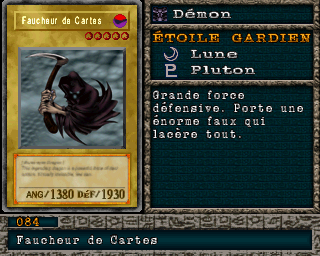 Faucheur de Cartes
ANG/1380 DéF/1930
Démon
ÉTOILE GARDIEN
Lune
Pluton
Grande force
défensive. Porte une
énorme faux qui
lacère tout.
084
Faucheur de Cartes